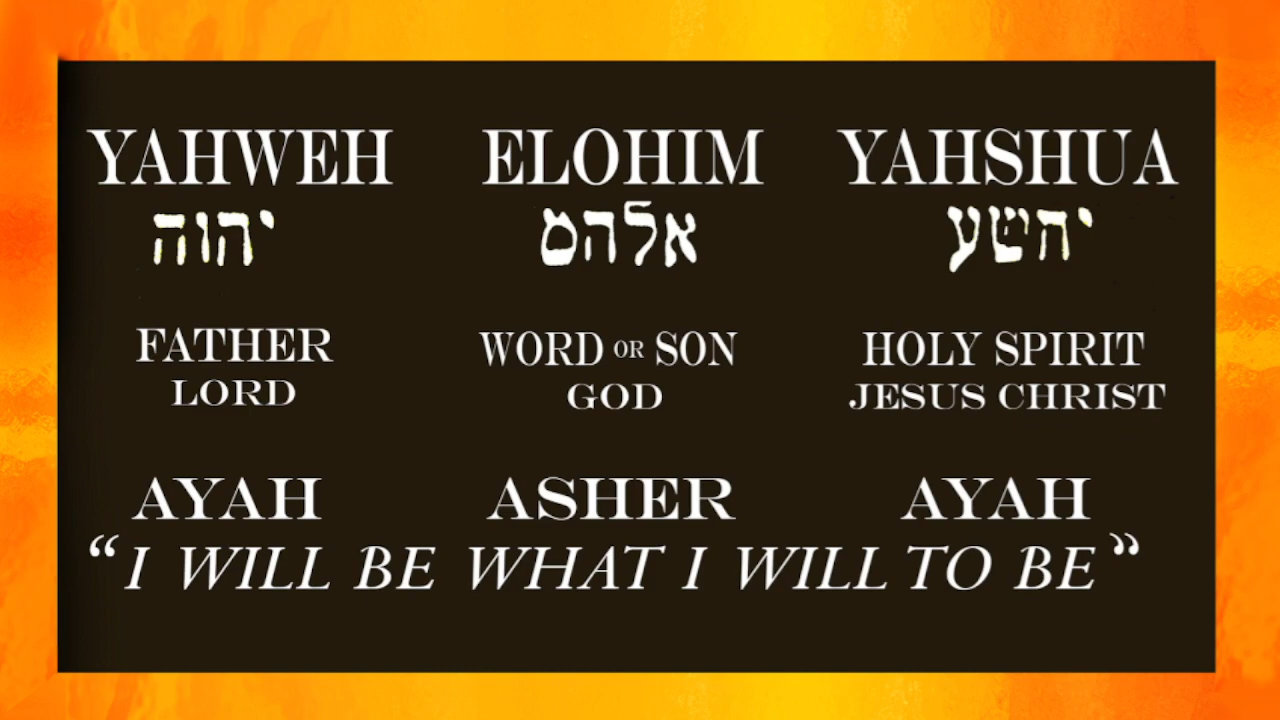 YAHWEH ELOHIM YAHSHUA
יהוה אלהם יהשע
FATHER WORD OR SON HOLY SPIRIT
LORD GOD JESUS CHRIST
AYAH ASHER AYAH
“I WILL BE WHAT I WILL TO BE”